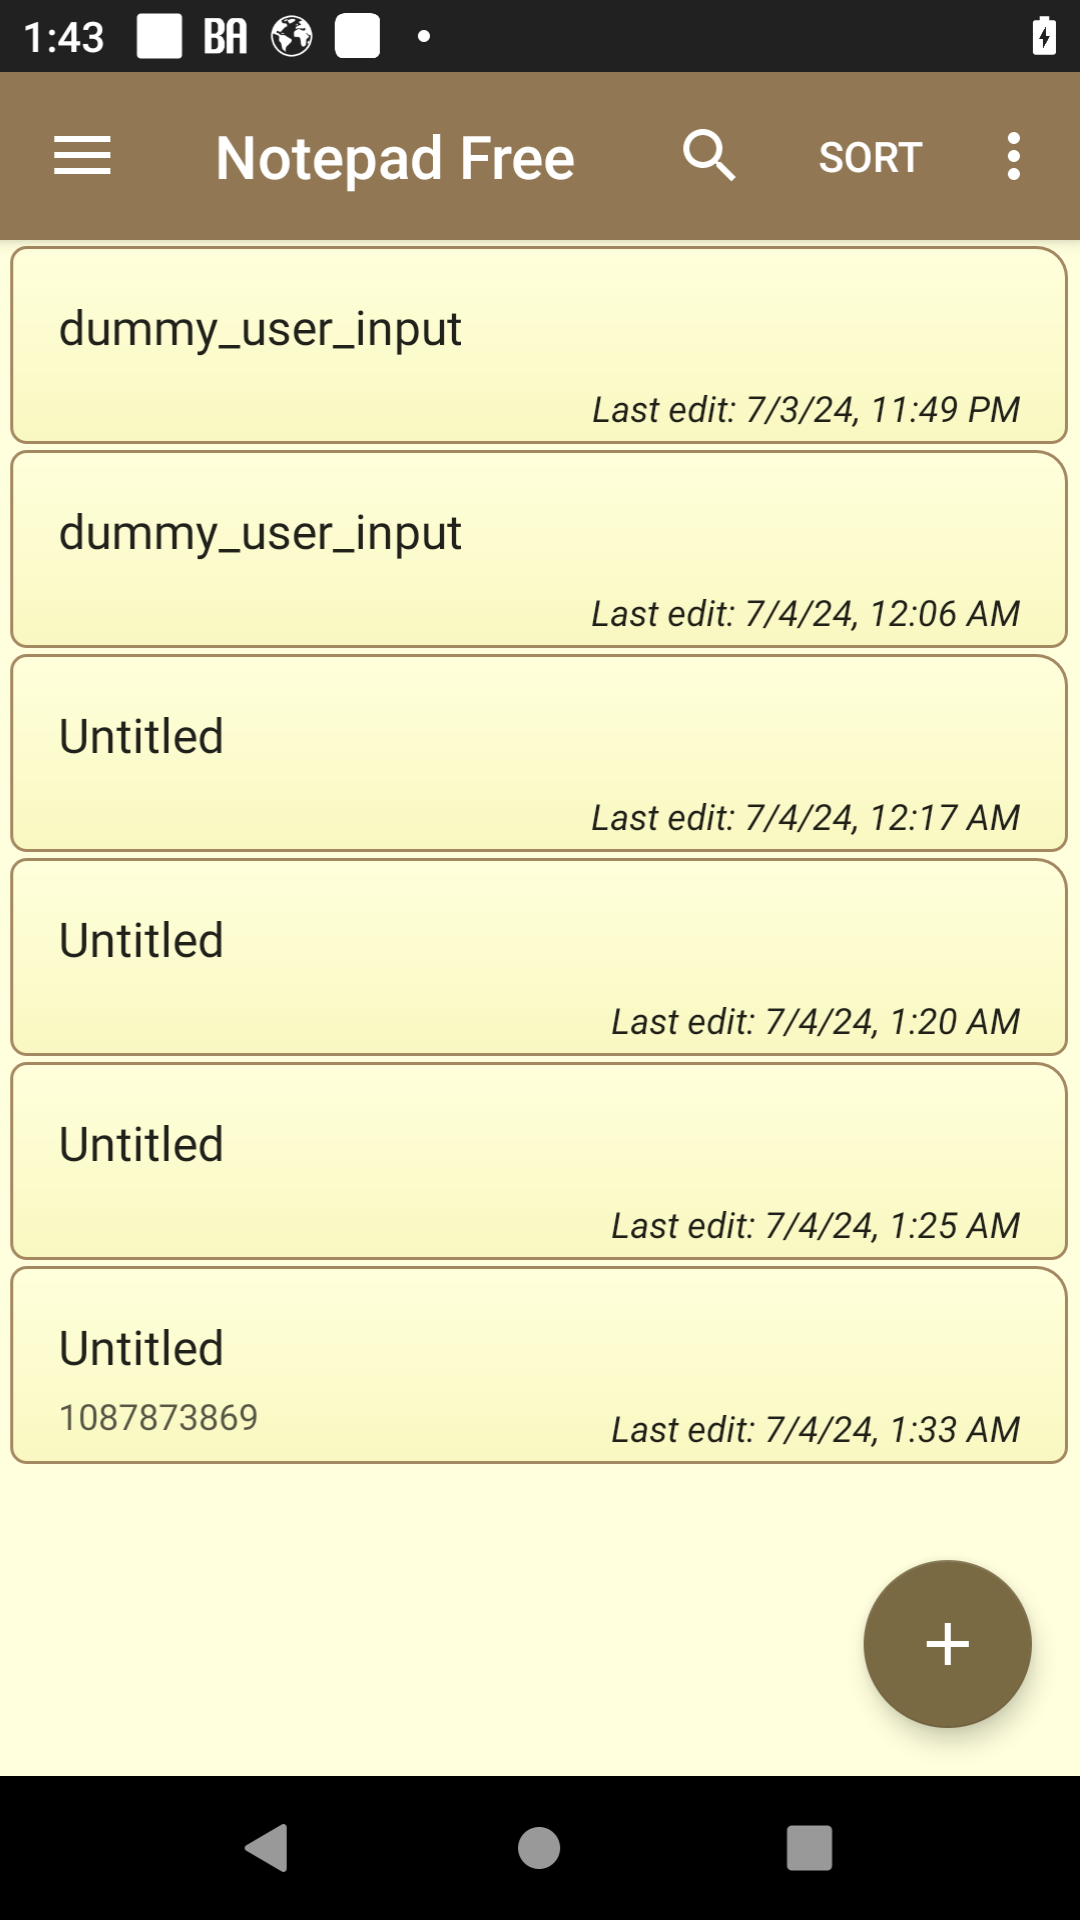 1:43 BA
Notepad Free SORT
dummy_user_input
Last edit: 7/3/24, 11:49 PM
dummy_user_input
Last edit: 7/4/24, 12:06 AM
Untitled
Last edit: 7/4/24, 12:17 AM
Untitled
Last edit: 7/4/24, 1:20 AM
Untitled
Last edit: 7/4/24, 1:25 AM
Untitled
1087873869
Last edit: 7/4/24, 1:33 AM